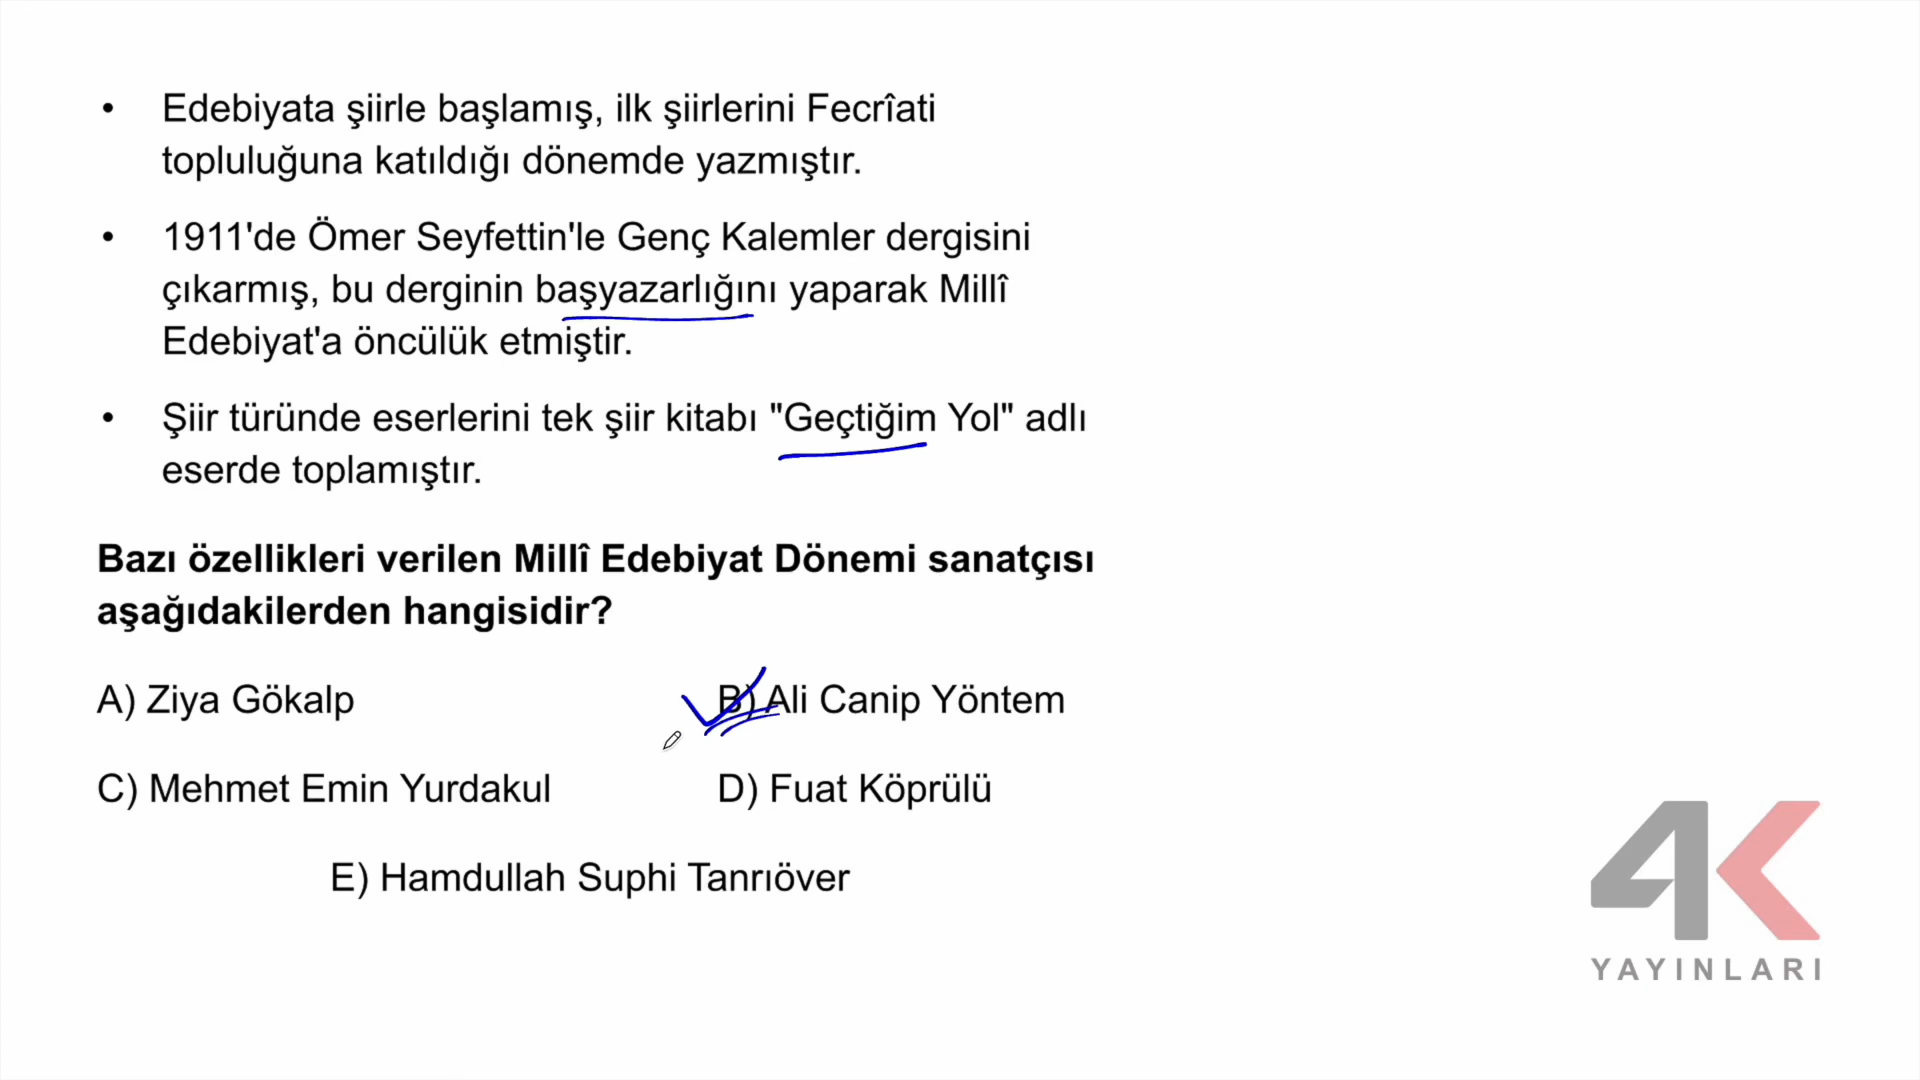 • Edebiyata şiirle başlamış, ilk şiirlerini Fecrîati
topluluğuna katıldığı dönemde yazmıştır.
• 1911'de Ömer Seyfettin'le Genç Kalemler dergisini
çıkarmış, bu derginin başyazarlığını yaparak Millî
Edebiyat'a öncülük etmiştir.
• Şiir türünde eserlerini tek şiir kitabı "Geçtiğim Yol" adlı
eserde toplamıştır.
Bazı özellikleri verilen Millî Edebiyat Dönemi sanatçısı
aşağıdakilerden hangisidir?
A) Ziya Gökalp B) Ali Canip Yöntem
C) Mehmet Emin Yurdakul D) Fuat Köprülü
E) Hamdullah Suphi Tanrıöver
4K
YAYINLARI